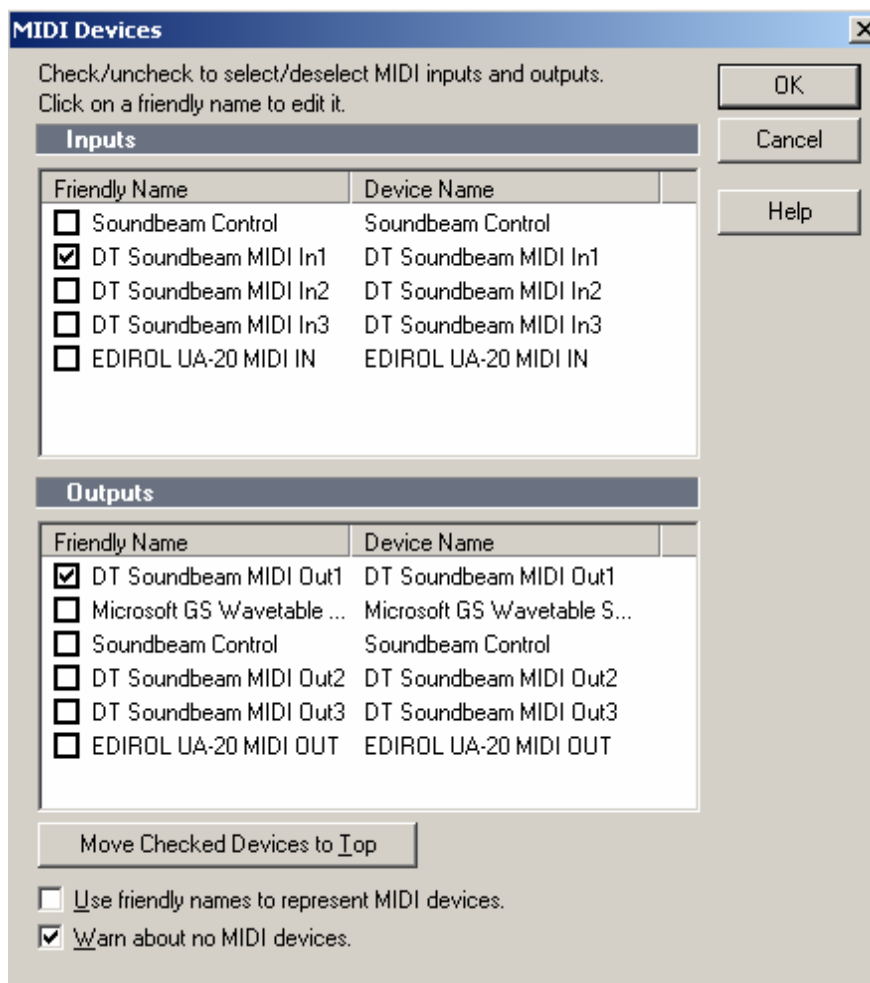 MIDI Devices
Check/uncheck to select/deselect MIDI inputs and outputs.
Click on a friendly name to edit it.
OK
Cancel
Help
Inputs
Friendly Name Device Name
Soundbeam Control Soundbeam Control
DT Soundbeam MIDI In1 DT Soundbeam MIDI In1
DT Soundbeam MIDI In2 DT Soundbeam MIDI In2
DT Soundbeam MIDI In3 DT Soundbeam MIDI In3
EDIROL UA-20 MIDI IN EDIROL UA-20 MIDI IN
Outputs
Friendly Name Device Name
DT Soundbeam MIDI Out1 DT Soundbeam MIDI Out1
Microsoft GS Wavetable ... Microsoft GS Wavetable S...
Soundbeam Control Soundbeam Control
DT Soundbeam MIDI Out2 DT Soundbeam MIDI Out2
DT Soundbeam MIDI Out3 DT Soundbeam MIDI Out3
EDIROL UA-20 MIDI OUT EDIROL UA-20 MIDI OUT
Move Checked Devices to Top
Use friendly names to represent MIDI devices.
Warn about no MIDI devices.